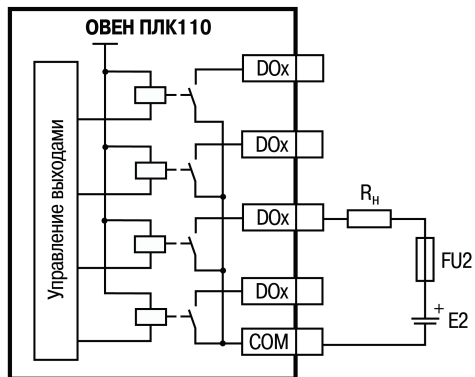 ОВЕН ПЛК110
Управление выходами
DOx
DOx
DOx
DOx
COM
Rн
FU2
+
E2